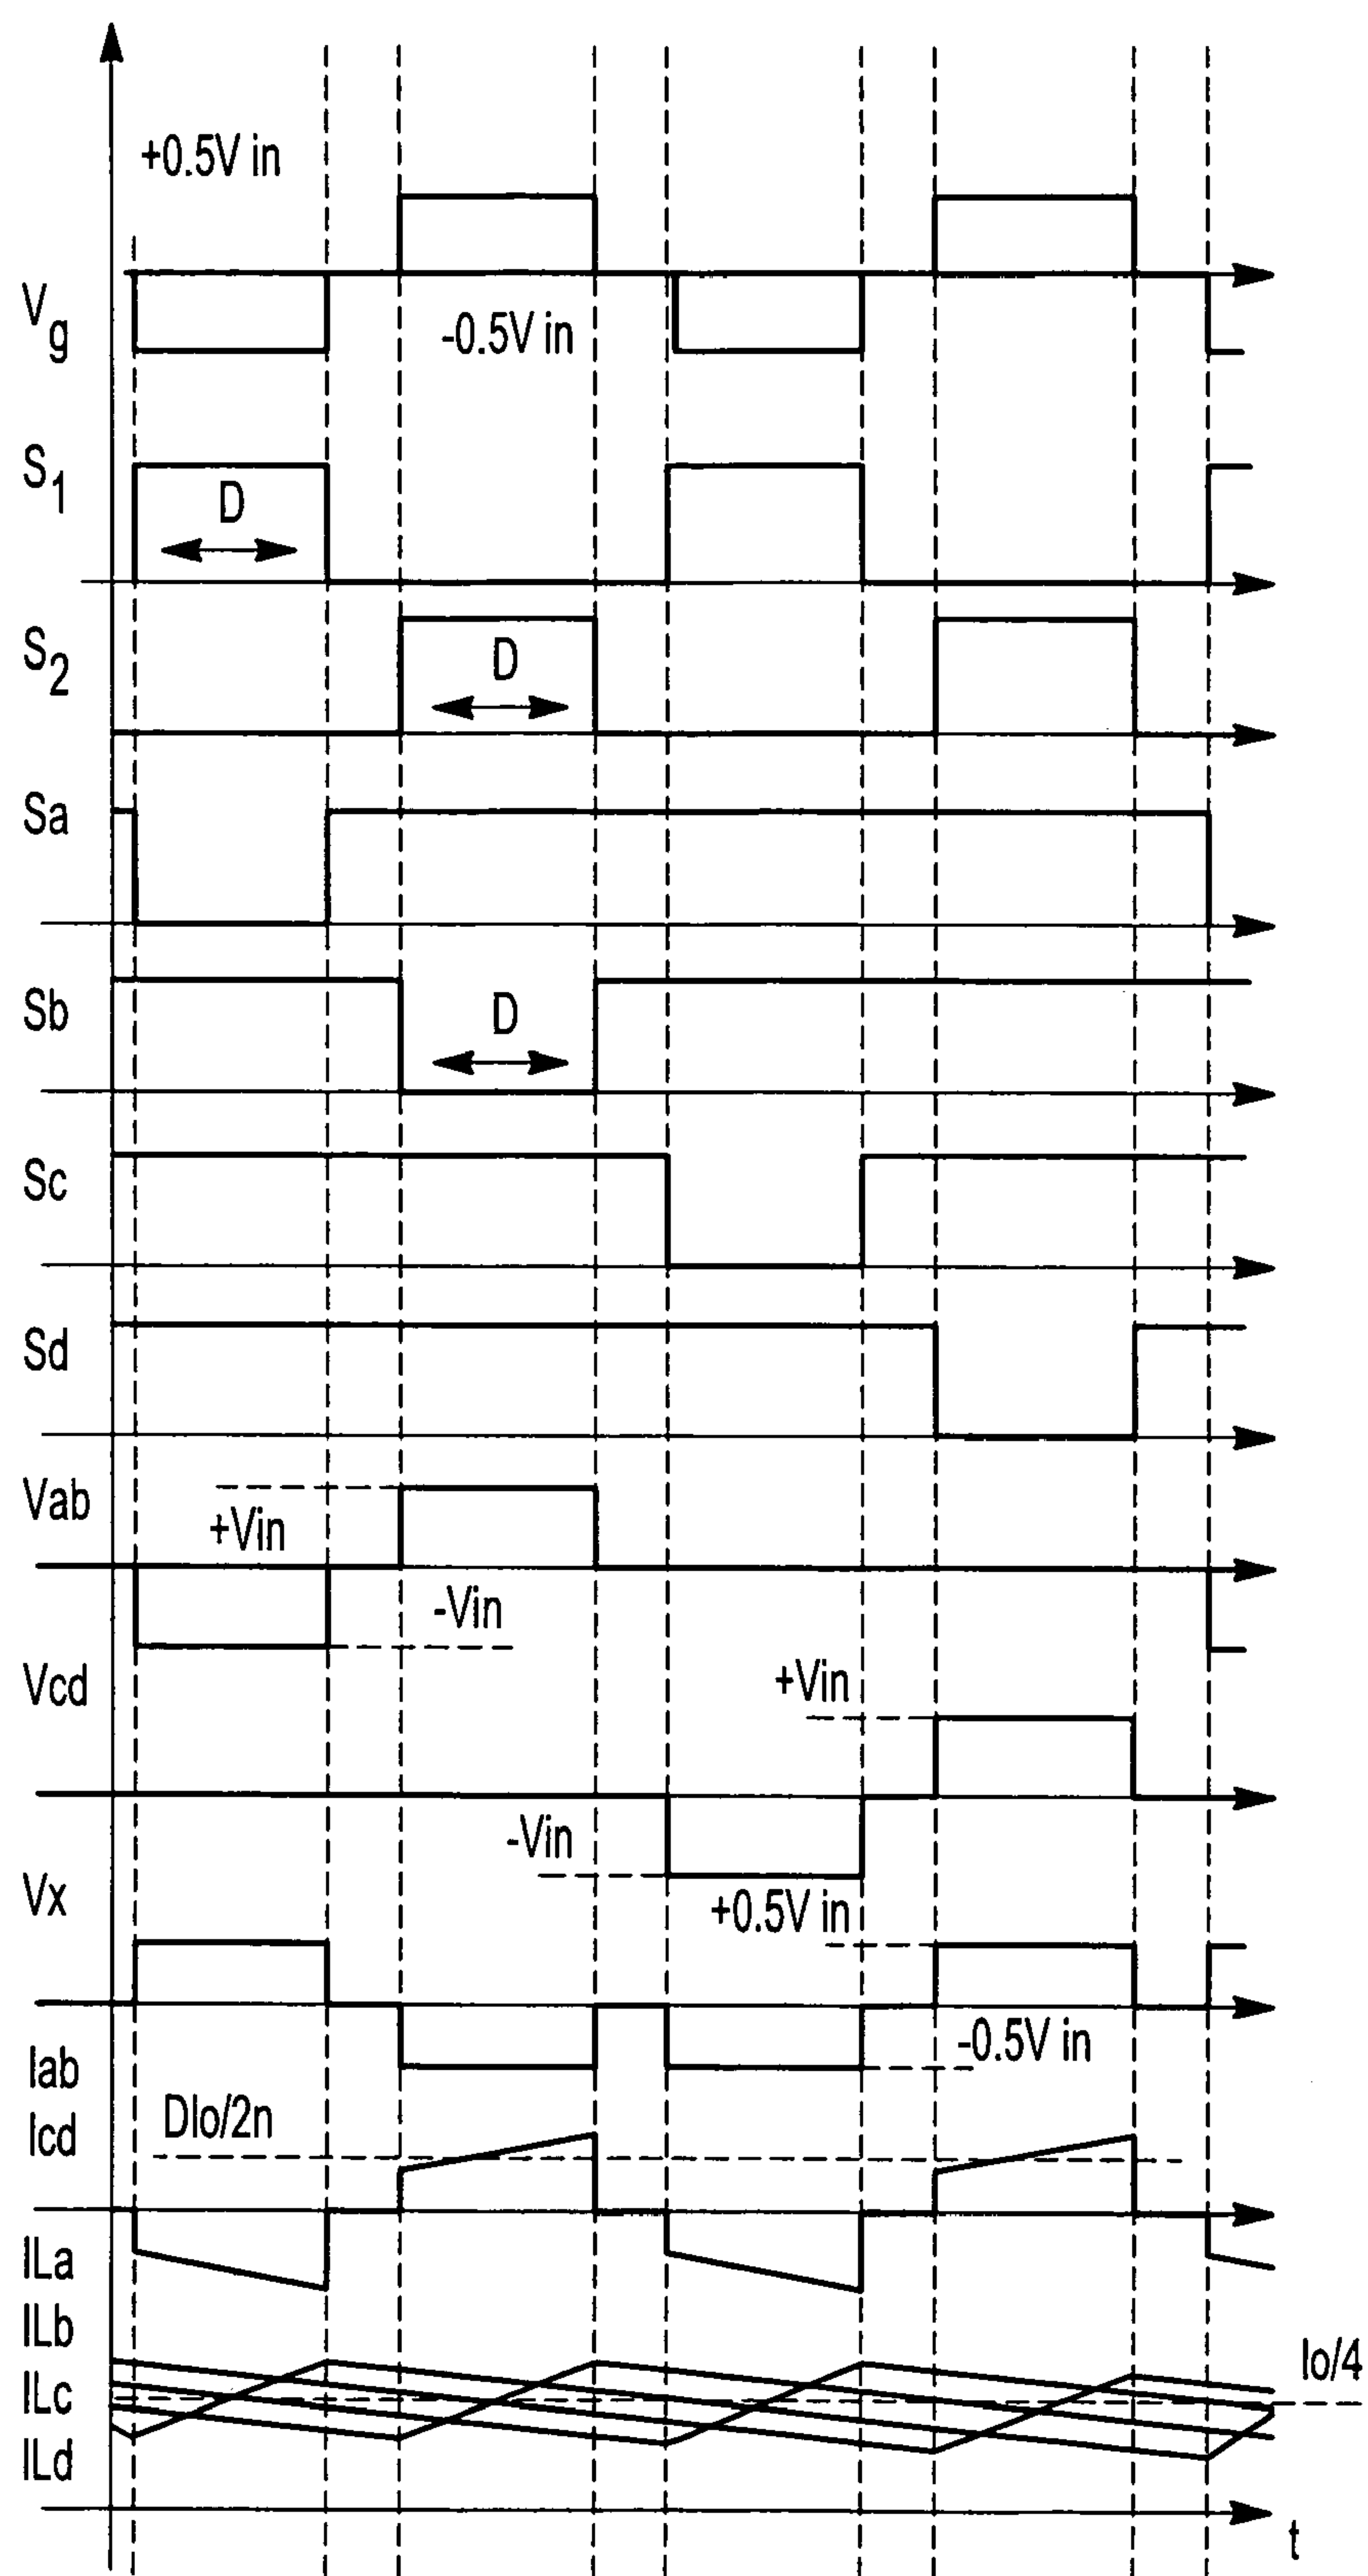 +0.5V in
Vg
-0.5V in
S1
D
S2
D
Sa
Sb
D
Sc
Sd
Vab
+Vin
-Vin
Vcd
+Vin
-Vin
Vx
+0.5V in
-0.5V in
Iab
DIo/2n
Icd
ILa
ILb
Io/4
ILc
ILd
t